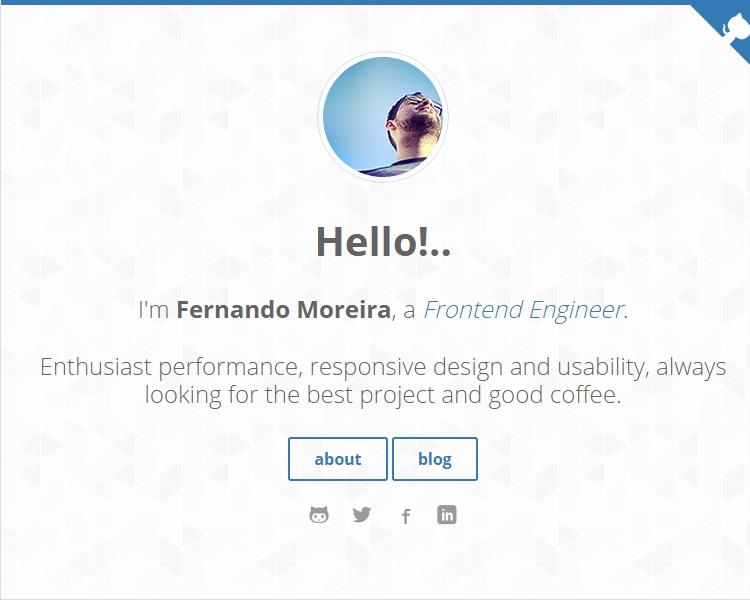 Hello!..
I'm Fernando Moreira, a Frontend Engineer.
Enthusiast performance, responsive design and usability, always
looking for the best project and good coffee.
about blog